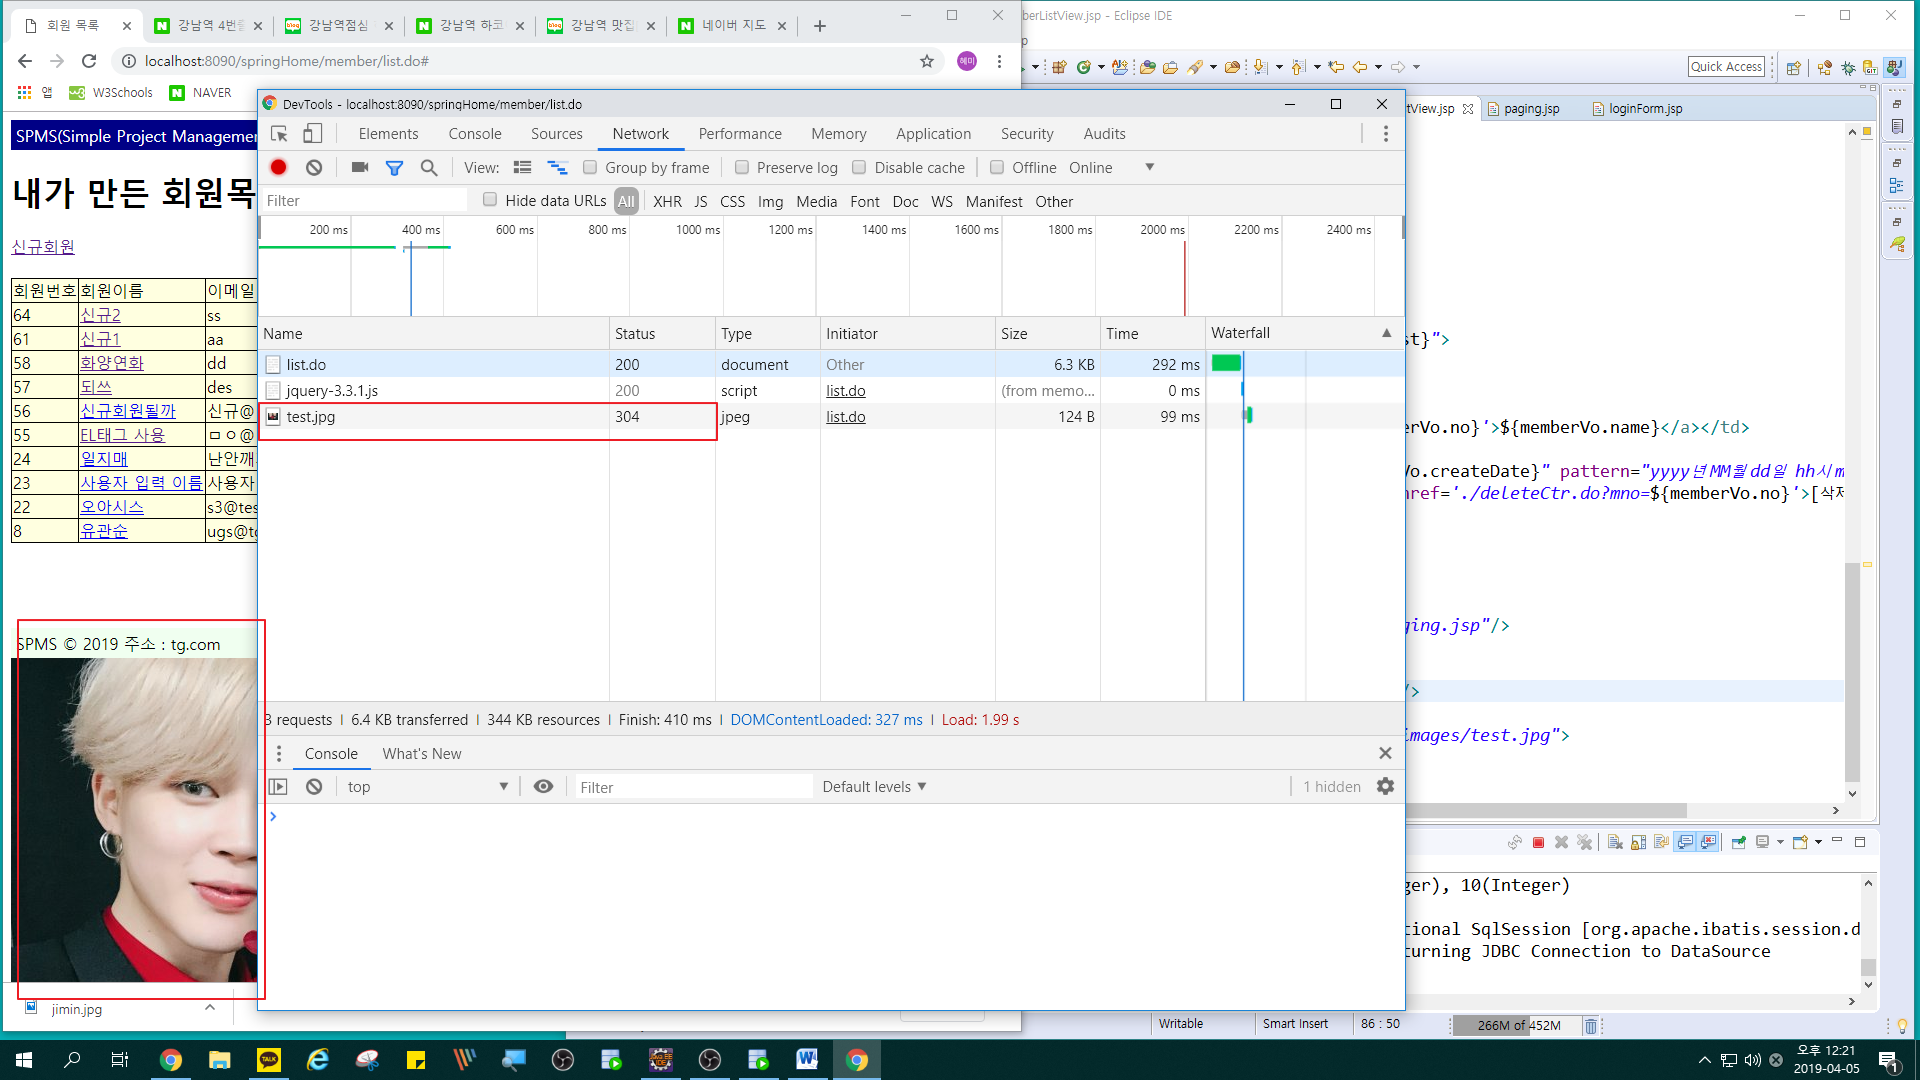 회원 목록
강남역 4번출
강남역점심
강남역 하코
강남역 맛집
네이버 지도
localhost:8090/springHome/member/list.do#
혜미
앱
W3Schools
NAVER
SPMS(Simple Project Managemen
내가 만든 회원목
신규회원
회원번호 회원이름 이메일
64 신규2 ss
61 신규1 aa
58 화양연화 dd
57 되쓰 des
56 신규회원될까 신규@
55 EL태그 사용 ㅁㅇ@
24 일지매 난안깨
23 사용자 입력 이름 사용자
22 오아시스 s3@tes
8 유관순 ugs@tg
SPMS © 2019 주소 : tg.com
jimin.jpg
DevTools - localhost:8090/springHome/member/list.do
Elements Console Sources Network Performance Memory Application Security Audits
View: Group by frame Preserve log Disable cache Offline Online
Filter Hide data URLs All XHR JS CSS Img Media Font Doc WS Manifest Other
200 ms 400 ms 600 ms 800 ms 1000 ms 1200 ms 1400 ms 1600 ms 1800 ms 2000 ms 2200 ms 2400 ms
Name Status Type Initiator Size Time Waterfall
list.do 200 document Other 6.3 KB 292 ms
jquery-3.3.1.js 200 script list.do (from memo... 0 ms
test.jpg 304 jpeg list.do 124 B 99 ms
3 requests | 6.4 KB transferred | 344 KB resources | Finish: 410 ms | DOMContentLoaded: 327 ms | Load: 1.99 s
Console What's New
top Filter Default levels 1 hidden
berListView.jsp - Eclipse IDE
p
Quick Access
tView.jsp paging.jsp loginForm.jsp
st}">
erVo.no}'>${memberVo.name}</a></td>
Vo.createDate}" pattern="yyyy년MM월dd일 hh시m
href='./deleteCtr.do?mno=${memberVo.no}'>[삭제
ging.jsp"/>
/>
images/test.jpg">
ger), 10(Integer)
tional SqlSession [org.apache.ibatis.session.d
turning JDBC Connection to DataSource
Writable Smart Insert 86 : 50 266M of 452M
TALK
오후 12:21
2019-04-05
1